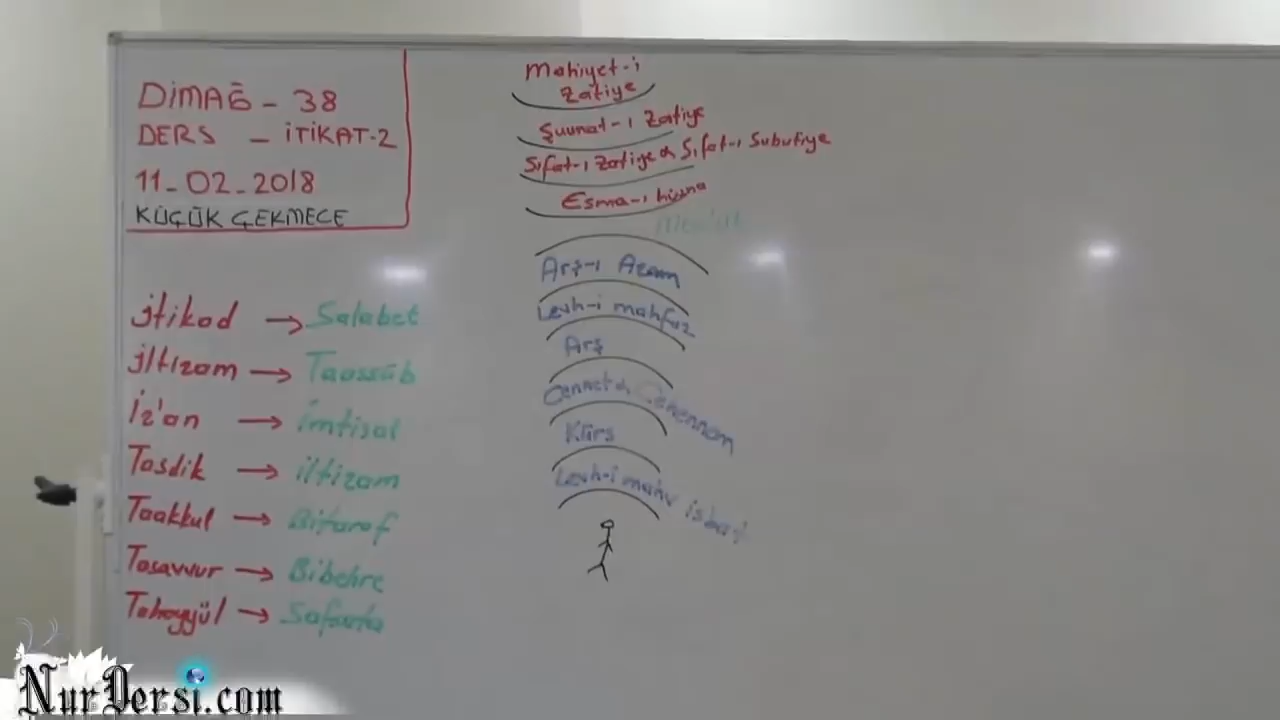 DİMAĞ - 38
DERS - İTİKAT-2
11-02-2018
KÜÇÜK ÇEKMECE
İtikad → Salabet
İltizam → Taassüb
İz'an → İmtisal
Tasdik → iltizam
Taakkul → Bitaraf
Tasavvur → Bibehre
Tahayyül → Safsata
Mahiyet-i
Zatiye
Şuunat-ı Zatiye
Sıfat-ı Zatiye & Sıfat-ı Subutiye
Esma-ı hüsna
Arş-ı Azam
Levh-i mahfuz
Arş
Cennet & Cehennem
Kürs
Levh-i mahv isbat
NurDersi.com